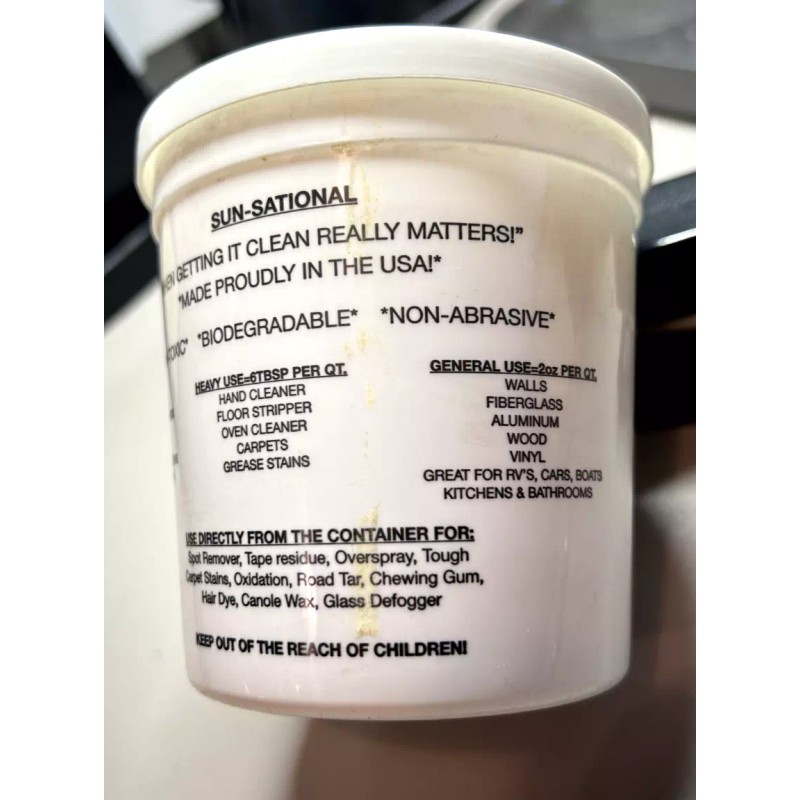 SUN-SATIONAL
GETTING IT CLEAN REALLY MATTERS!"
*MADE PROUDLY IN THE USA!*
*BIODEGRADABLE* *NON-ABRASIVE*
HEAVY USE=6TBSP PER QT.
HAND CLEANER
FLOOR STRIPPER
OVEN CLEANER
CARPETS
GREASE STAINS
GENERAL USE=2oz PER QT.
WALLS
FIBERGLASS
ALUMINUM
WOOD
VINYL
GREAT FOR RV'S, CARS, BOATS
KITCHENS & BATHROOMS
USE DIRECTLY FROM THE CONTAINER FOR:
Spot Remover, Tape residue, Overspray, Tough
Carpet Stains, Oxidation, Road Tar, Chewing Gum,
Hair Dye, Canole Wax, Glass Defogger
KEEP OUT OF THE REACH OF CHILDREN!